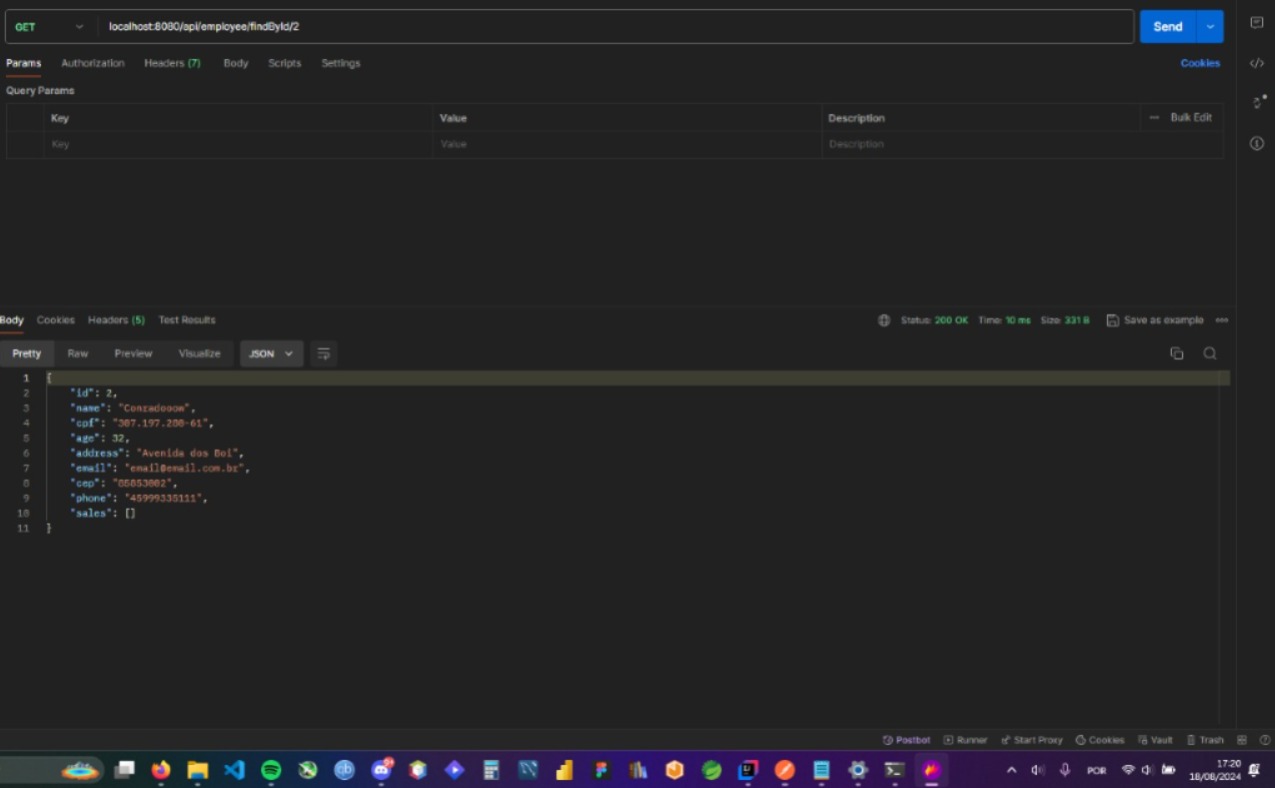 GET localhost:8080/api/employee/findById/2 Send
Params Authorization Headers (7) Body Scripts Settings Cookies
Query Params
Key Value Description ••• Bulk Edit
Key Value Description
Body Cookies Headers (5) Test Results Status: 200 OK Time: 10 ms Size: 331 B Save as example •••
Pretty Raw Preview Visualize JSON
1 {
2 "id": 2,
3 "name": "Conradooow",
4 "cpf": "307.197.280-61",
5 "age": 32,
6 "address": "Avenida dos Boi",
7 "email": "email@email.com.br",
8 "cep": "85853002",
9 "phone": "45999335111",
10 "sales": []
11 }
Postbot Runner Start Proxy Cookies Vault Trash
POR 17:20
18/08/2024